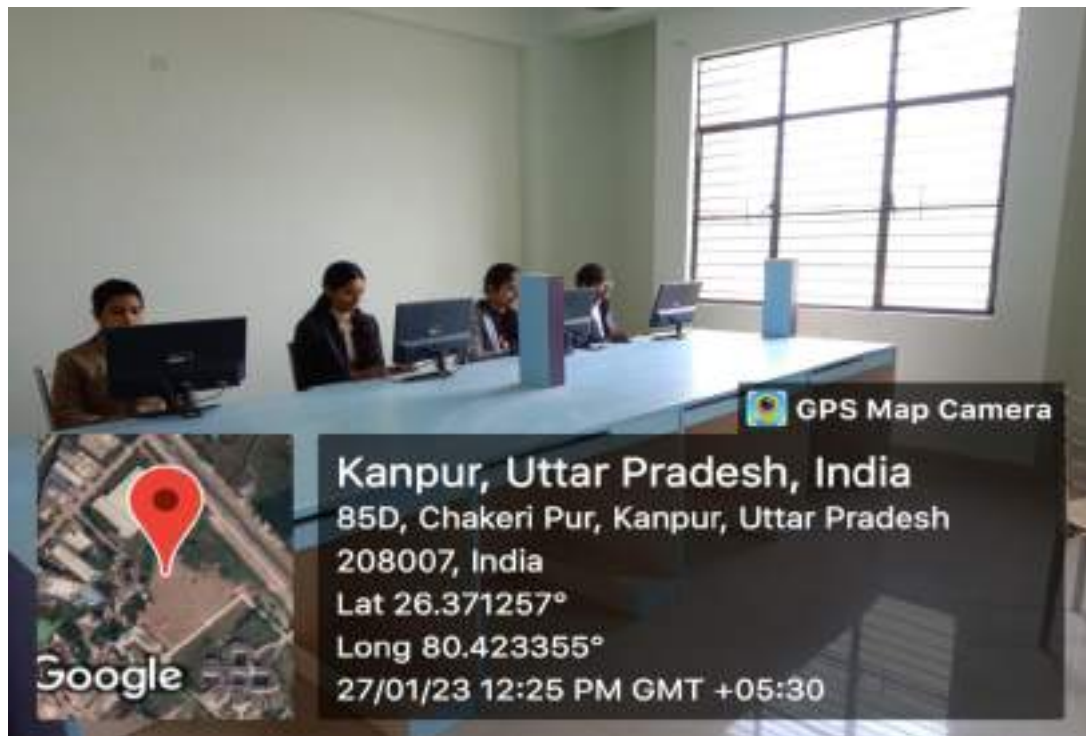 GPS Map Camera
Kanpur, Uttar Pradesh, India
85D, Chakeri Pur, Kanpur, Uttar Pradesh
208007, India
Lat 26.371257°
Long 80.423355°
27/01/23 12:25 PM GMT +05:30
Google